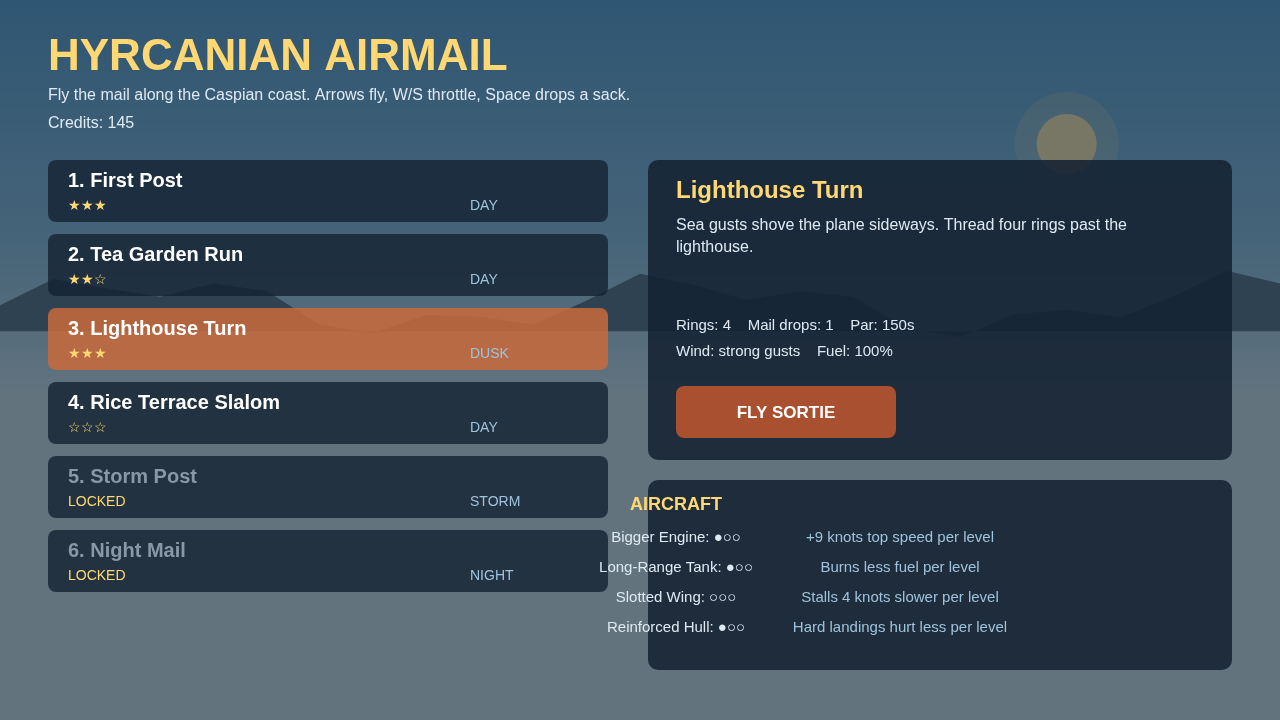 HYRCANIAN AIRMAIL
Fly the mail along the Caspian coast. Arrows fly, W/S throttle, Space drops a sack.
Credits: 145
1. First Post
★★★ DAY
2. Tea Garden Run
★★☆ DAY
3. Lighthouse Turn
★★★ DUSK
4. Rice Terrace Slalom
☆☆☆ DAY
5. Storm Post
LOCKED STORM
6. Night Mail
LOCKED NIGHT
Lighthouse Turn
Sea gusts shove the plane sideways. Thread four rings past the
lighthouse.
Rings: 4 Mail drops: 1 Par: 150s
Wind: strong gusts Fuel: 100%
FLY SORTIE
AIRCRAFT
Bigger Engine: ●○○ +9 knots top speed per level
Long-Range Tank: ●○○ Burns less fuel per level
Slotted Wing: ○○○ Stalls 4 knots slower per level
Reinforced Hull: ●○○ Hard landings hurt less per level